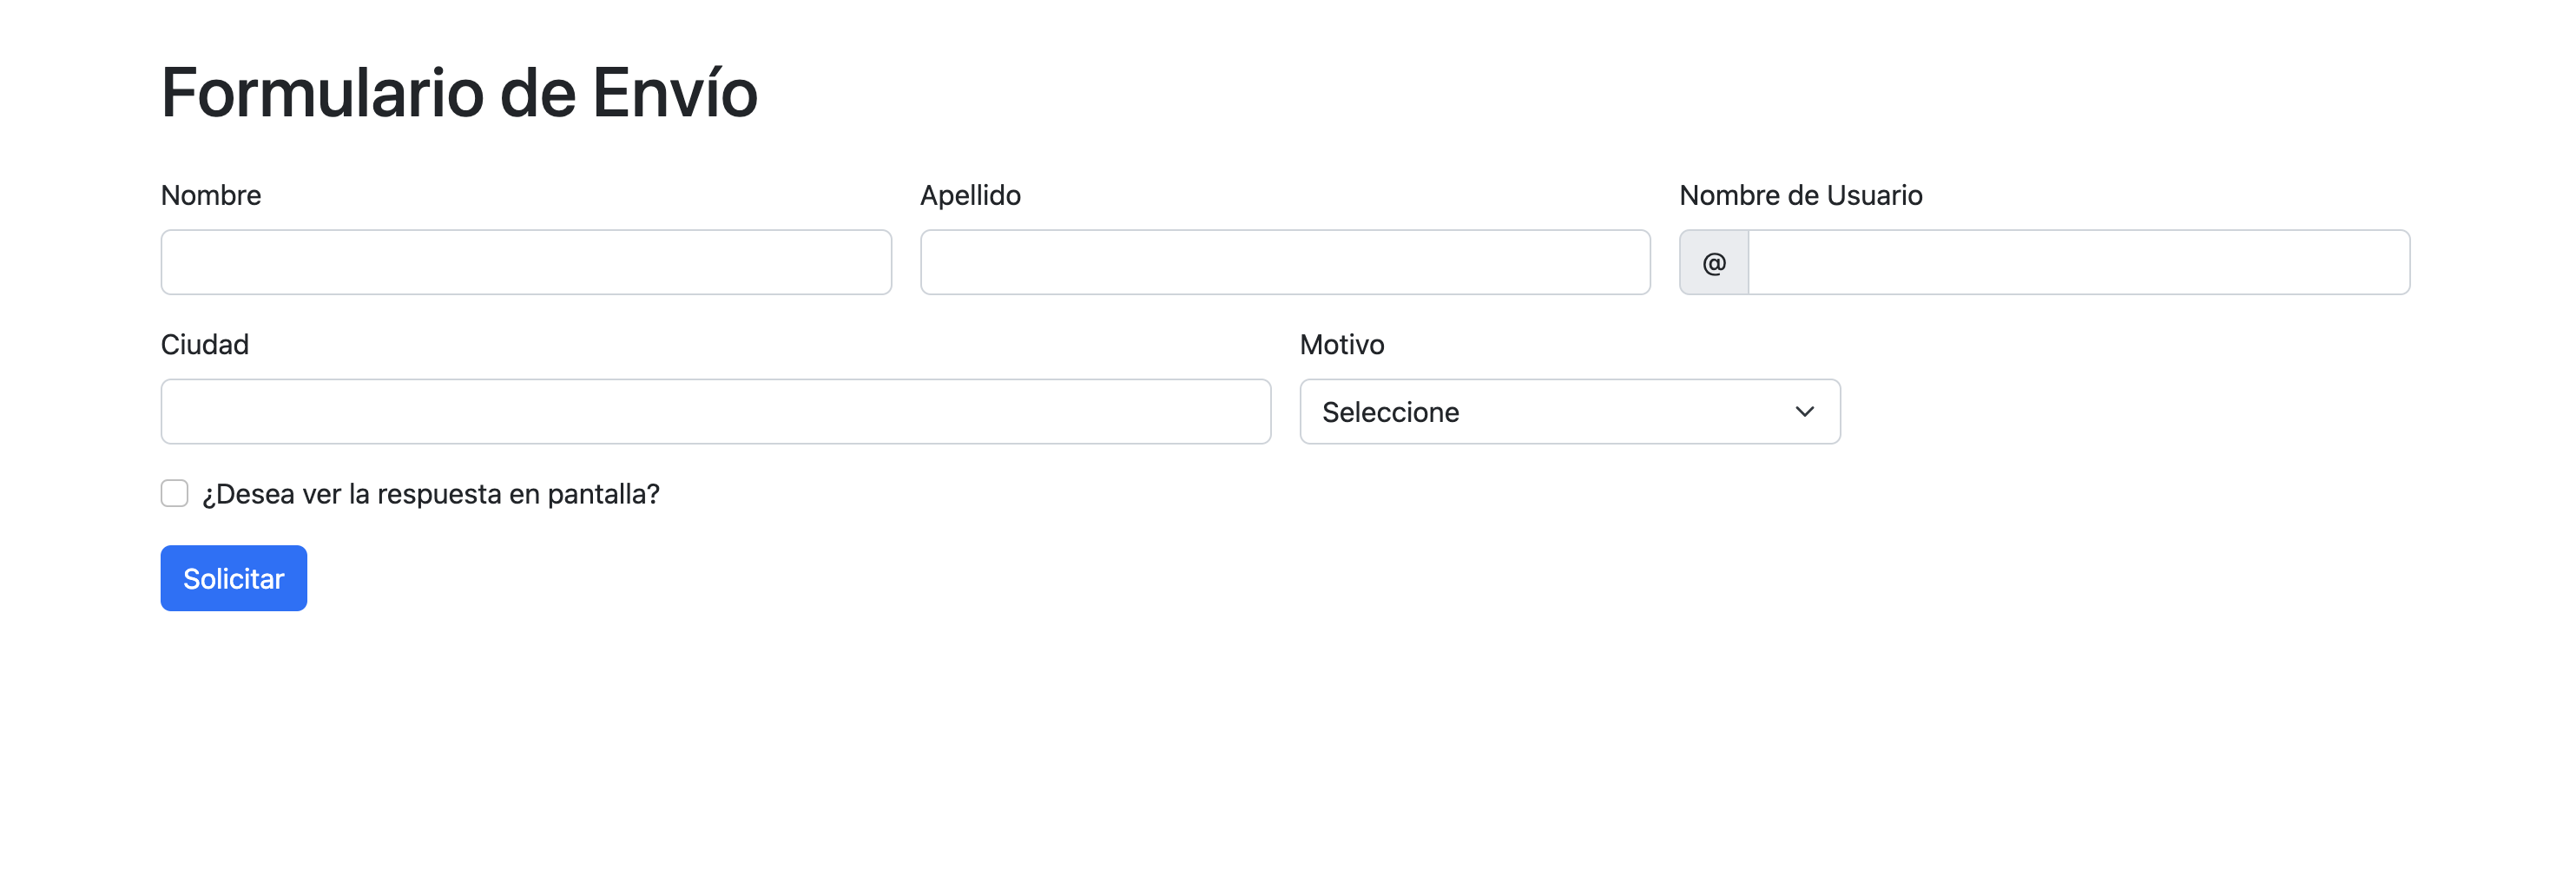 Formulario de Envío
Nombre
Apellido
Nombre de Usuario
@
Ciudad
Motivo
Seleccione
¿Desea ver la respuesta en pantalla?
Solicitar